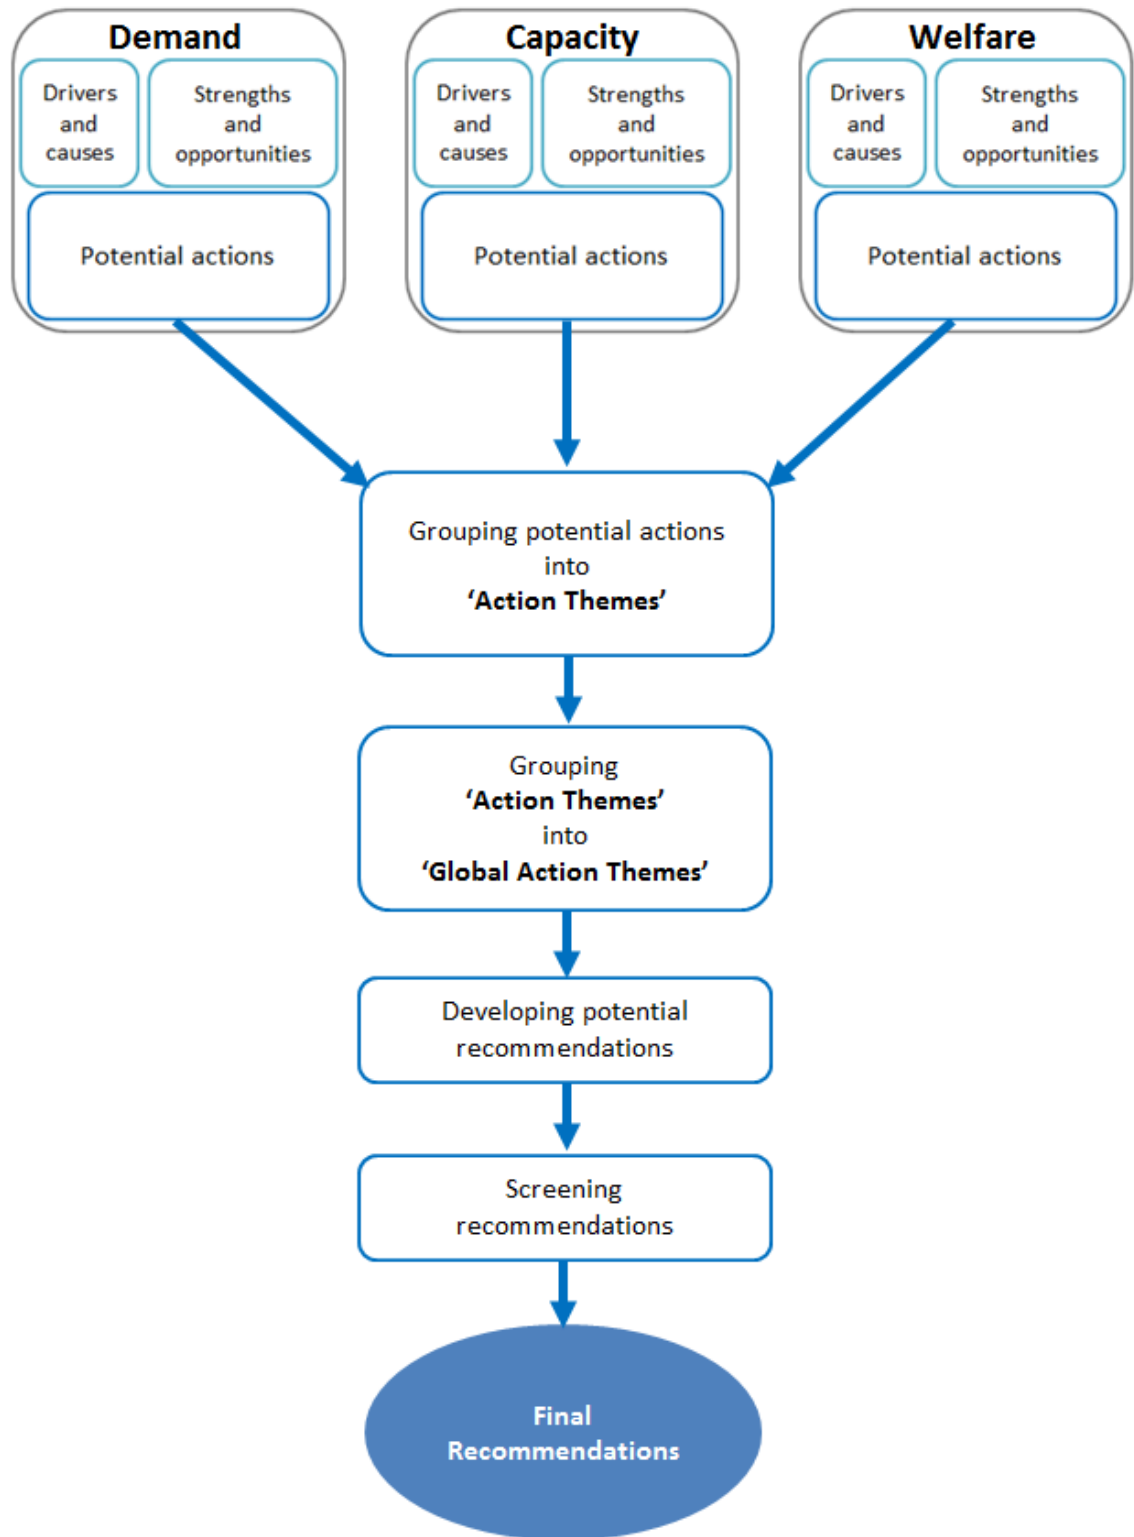 Demand
Drivers
and
causes
Strengths
and
opportunities
Potential actions
Capacity
Drivers
and
causes
Strengths
and
opportunities
Potential actions
Welfare
Drivers
and
causes
Strengths
and
opportunities
Potential actions
Grouping potential actions
into
‘Action Themes’
Grouping
‘Action Themes’
into
‘Global Action Themes’
Developing potential
recommendations
Screening
recommendations
Final
Recommendations